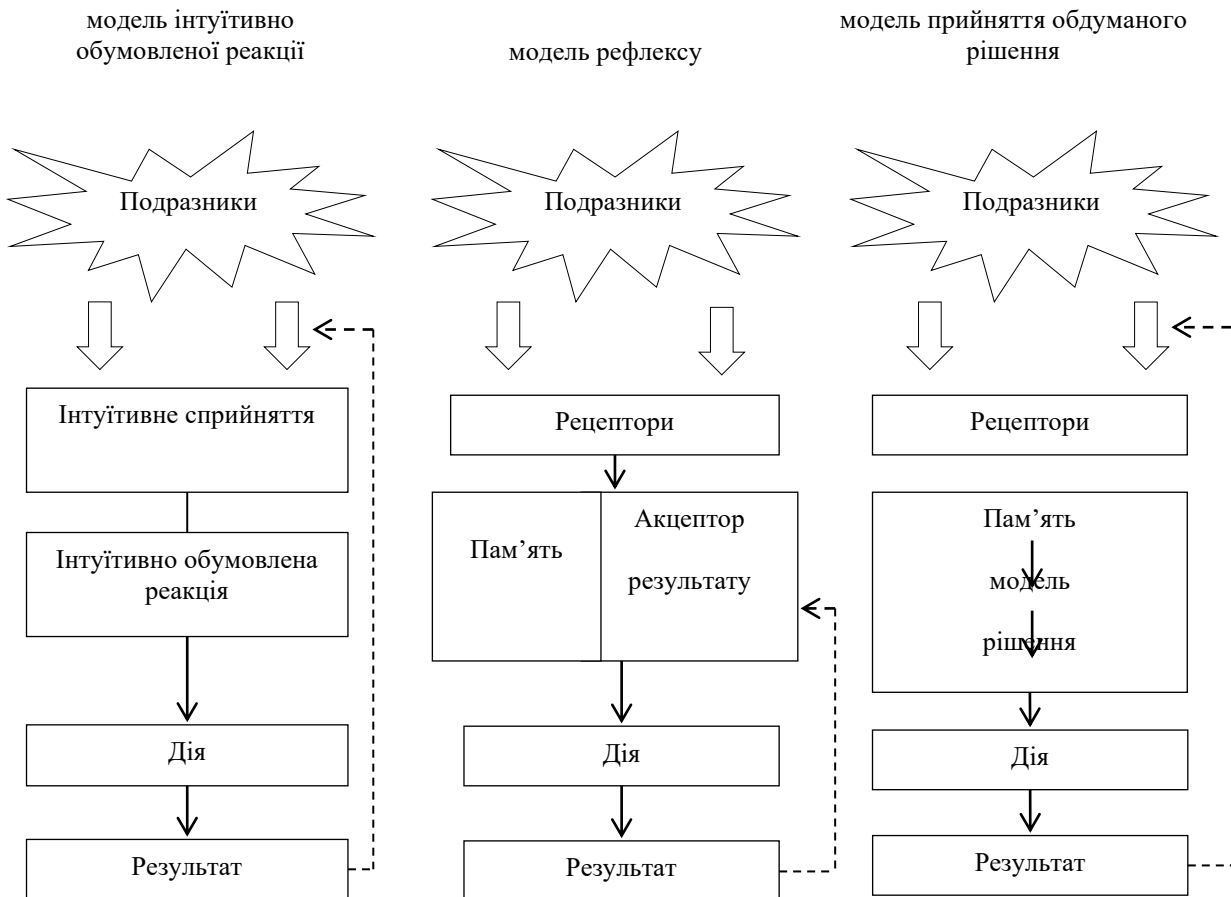 модель інтуїтивно
обумовленої реакції
модель рефлексу
модель прийняття обдуманого
рішення
Подразники
Подразники
Подразники
Інтуїтивне сприйняття
Рецептори
Рецептори
Інтуїтивно обумовлена
реакція
Пам’ять
Акцептор
результату
Пам’ять
модель
рішення
Дія
Дія
Дія
Результат
Результат
Результат